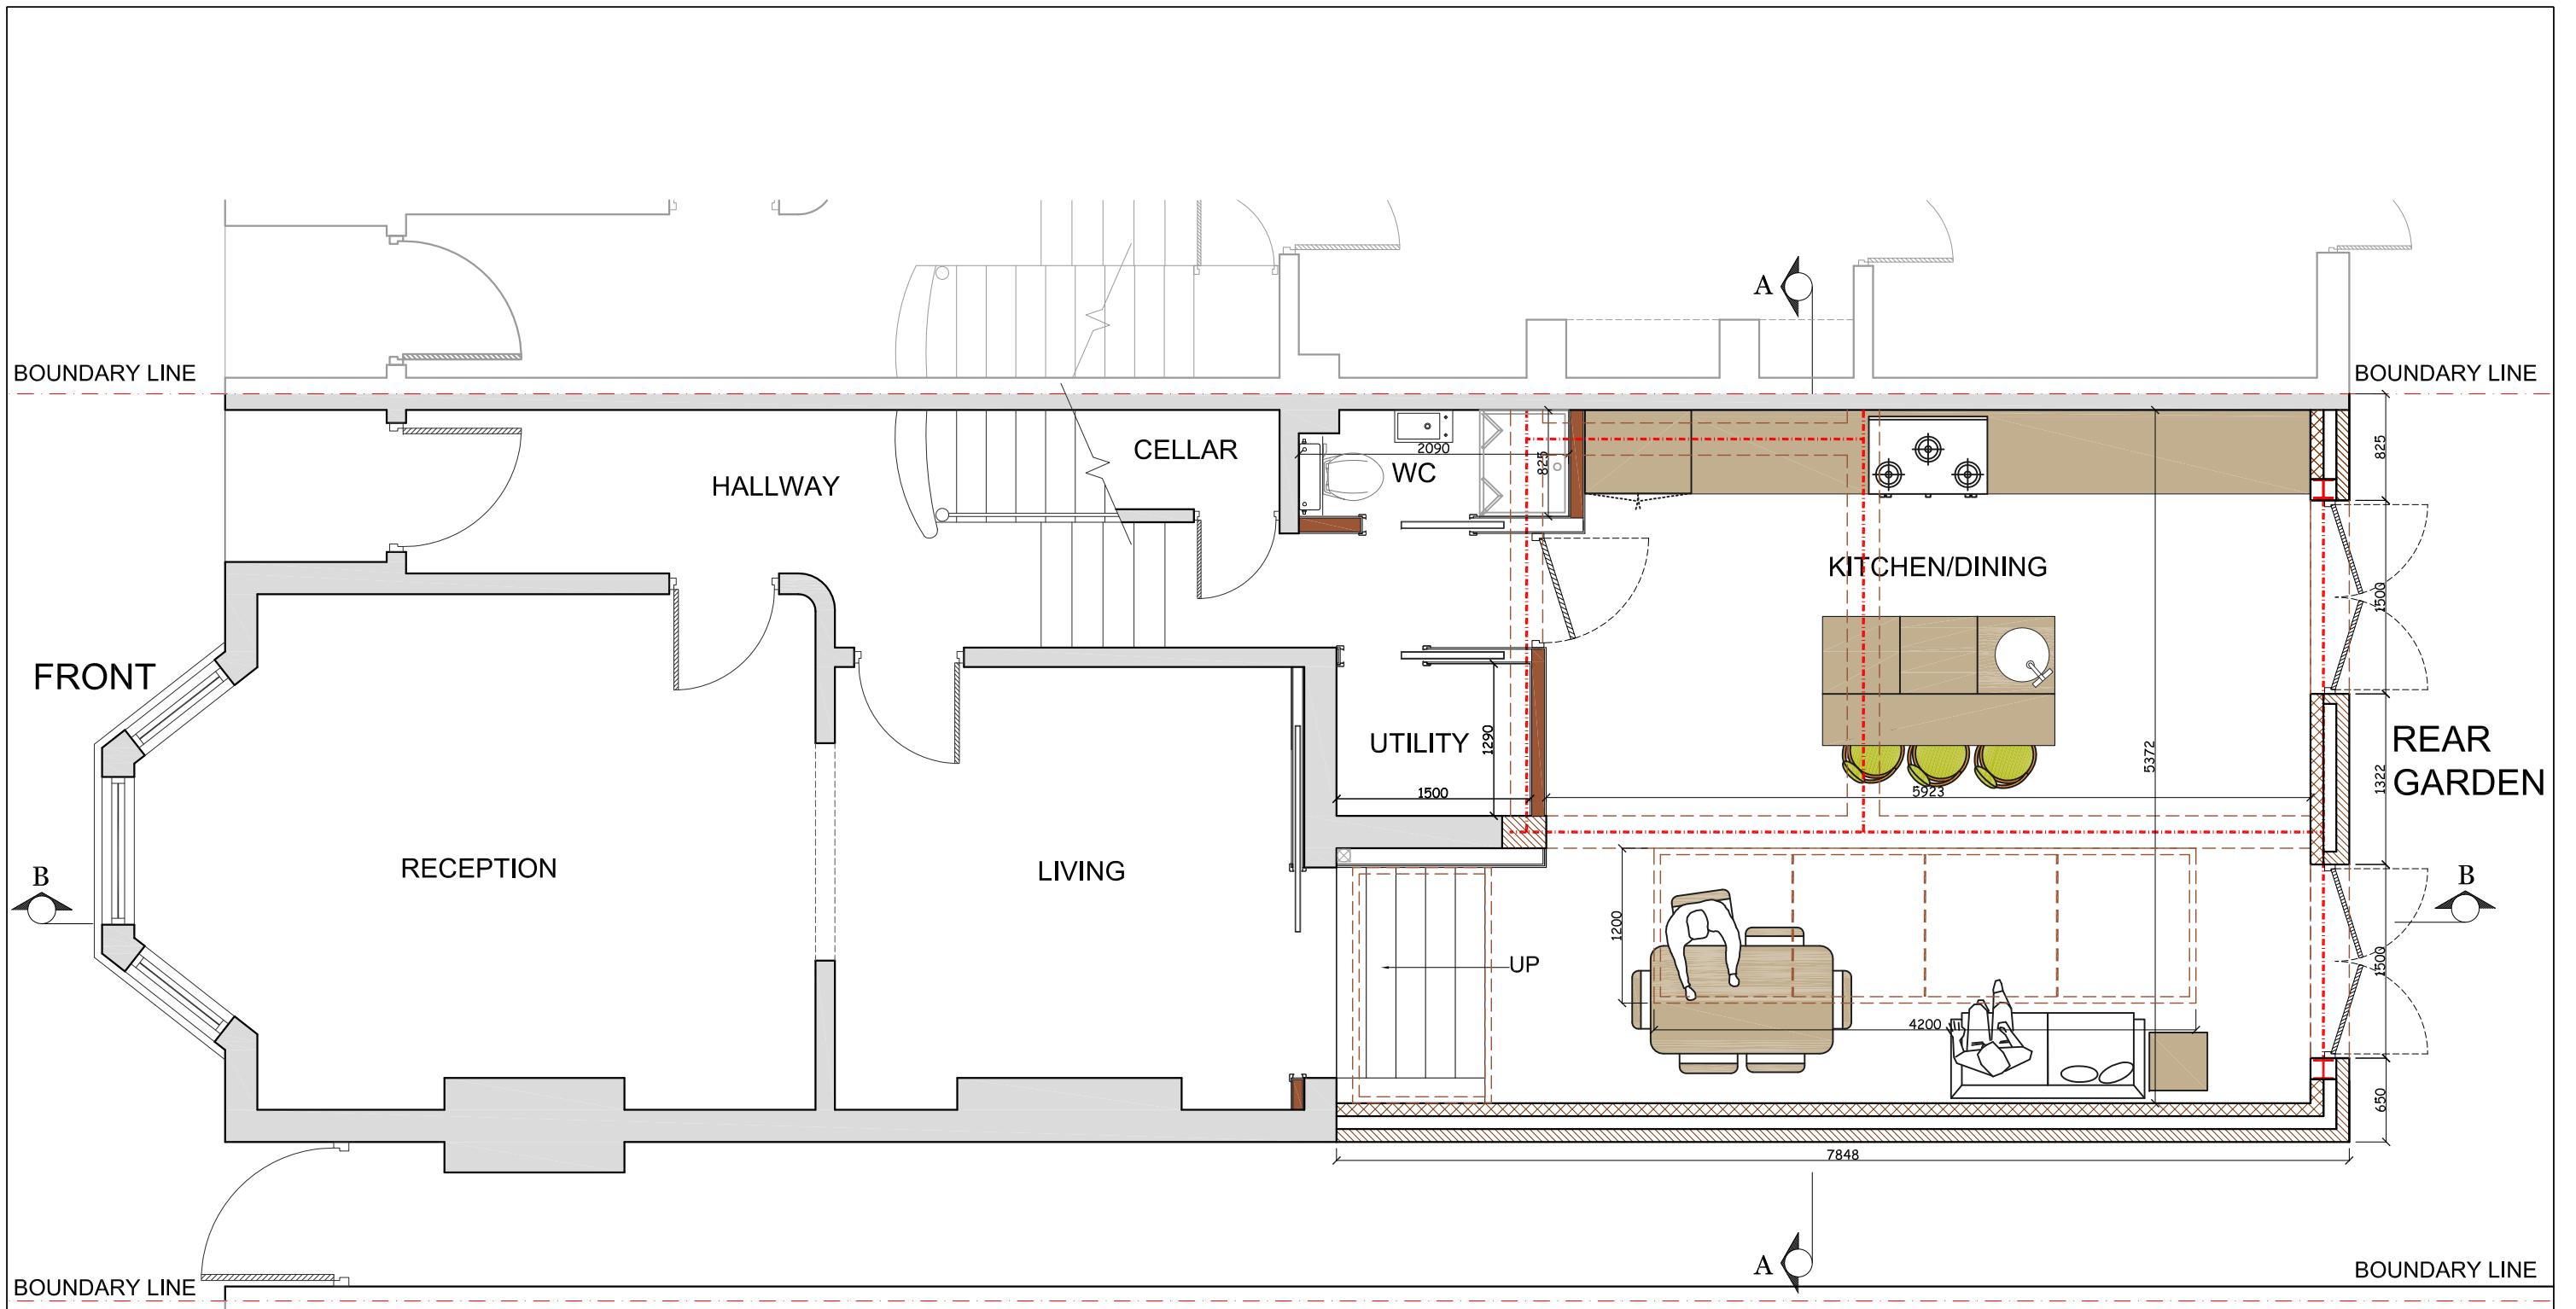 A
BOUNDARY LINE
BOUNDARY LINE
CELLAR
2090
825
WC
HALLWAY
825
KITCHEN/DINING
1500
FRONT
UTILITY
1290
1500
5923
5372
1322
REAR
GARDEN
RECEPTION
LIVING
B
B
1200
UP
4200
1500
650
7848
A
BOUNDARY LINE
BOUNDARY LINE